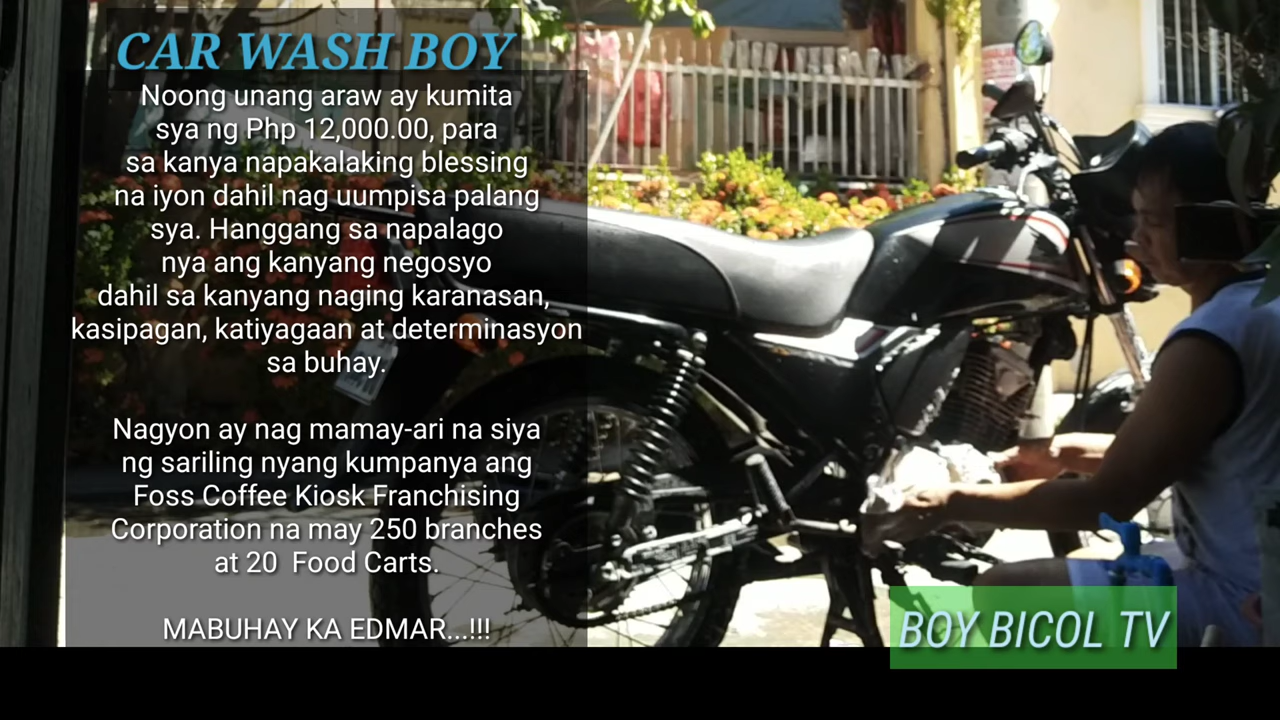 CAR WASH BOY
Noong unang araw ay kumita
sya ng Php 12,000.00, para
sa kanya napakalaking blessing
na iyon dahil nag uumpisa palang
sya. Hanggang sa napalago
nya ang kanyang negosyo
dahil sa kanyang naging karanasan,
kasipagan, katiyagaan at determinasyon
sa buhay.
Nagyon ay nag mamay-ari na siya
ng sariling nyang kumpanya ang
Foss Coffee Kiosk Franchising
Corporation na may 250 branches
at 20  Food Carts.
MABUHAY KA EDMAR...!!!
BOY BICOL TV